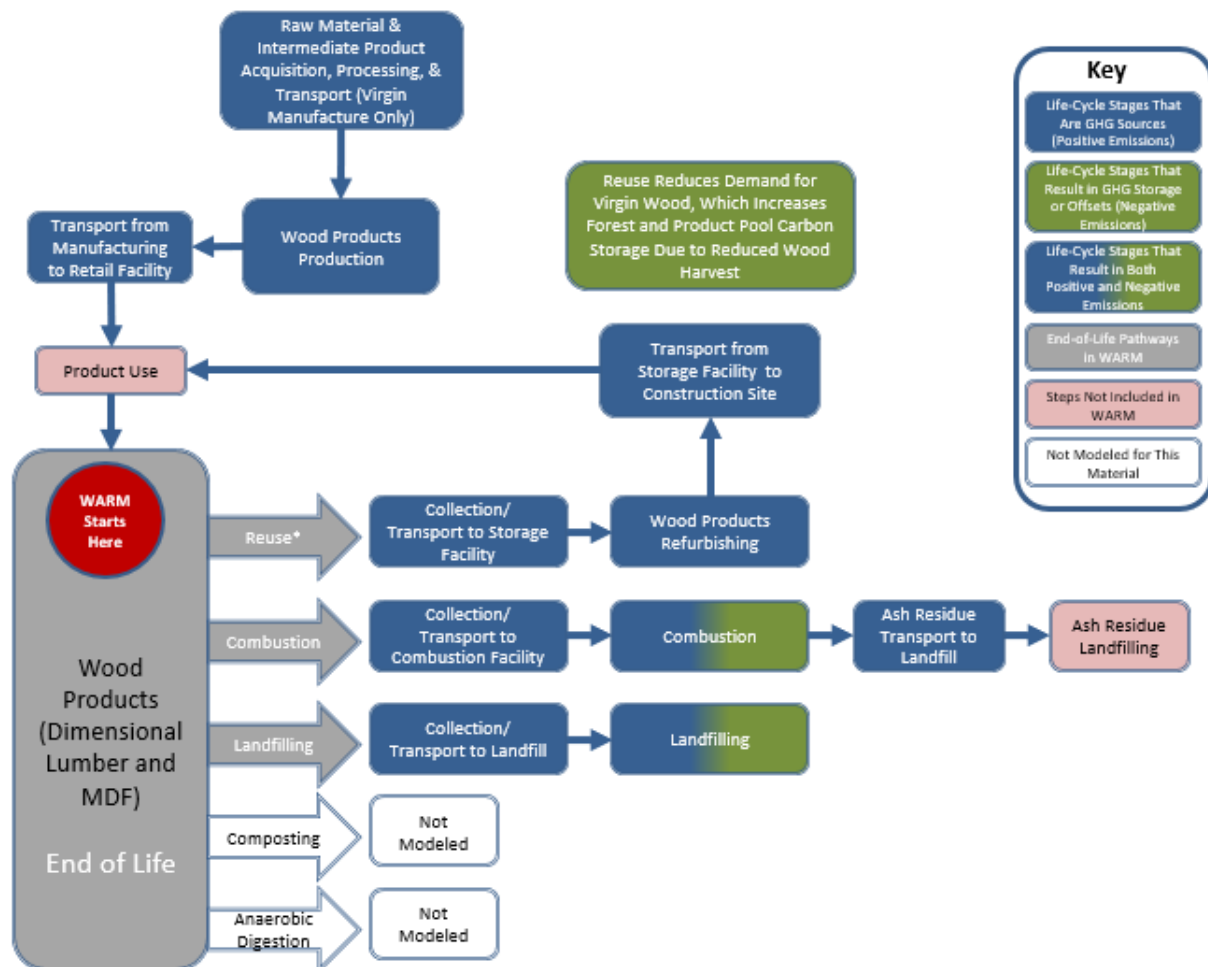 Raw Material &
Intermediate Product
Acquisition, Processing, &
Transport (Virgin
Manufacture Only)
Key
Life-Cycle Stages That
Are GHG Sources
(Positive Emissions)
Life-Cycle Stages That
Result in GHG Storage
or Offsets (Negative
Emissions)
Life-Cycle Stages That
Result in Both
Positive and Negative
Emissions
End-of-Life Pathways
in WARM
Steps Not Included in
WARM
Not Modeled for This
Material
Reuse Reduces Demand for
Virgin Wood, Which Increases
Forest and Product Pool Carbon
Storage Due to Reduced Wood
Harvest
Transport from
Manufacturing
to Retail Facility
Wood Products
Production
Product Use
Transport from
Storage Facility to
Construction Site
WARM
Starts
Here
Wood
Products
(Dimensional
Lumber and
MDF)
End of Life
Reuse*
Collection/
Transport to Storage
Facility
Wood Products
Refurbishing
Combustion
Collection/
Transport to
Combustion Facility
Combustion
Ash Residue
Transport to
Landfill
Ash Residue
Landfilling
Landfilling
Collection/
Transport to Landfill
Landfilling
Composting
Not
Modeled
Anaerobic
Digestion
Not
Modeled